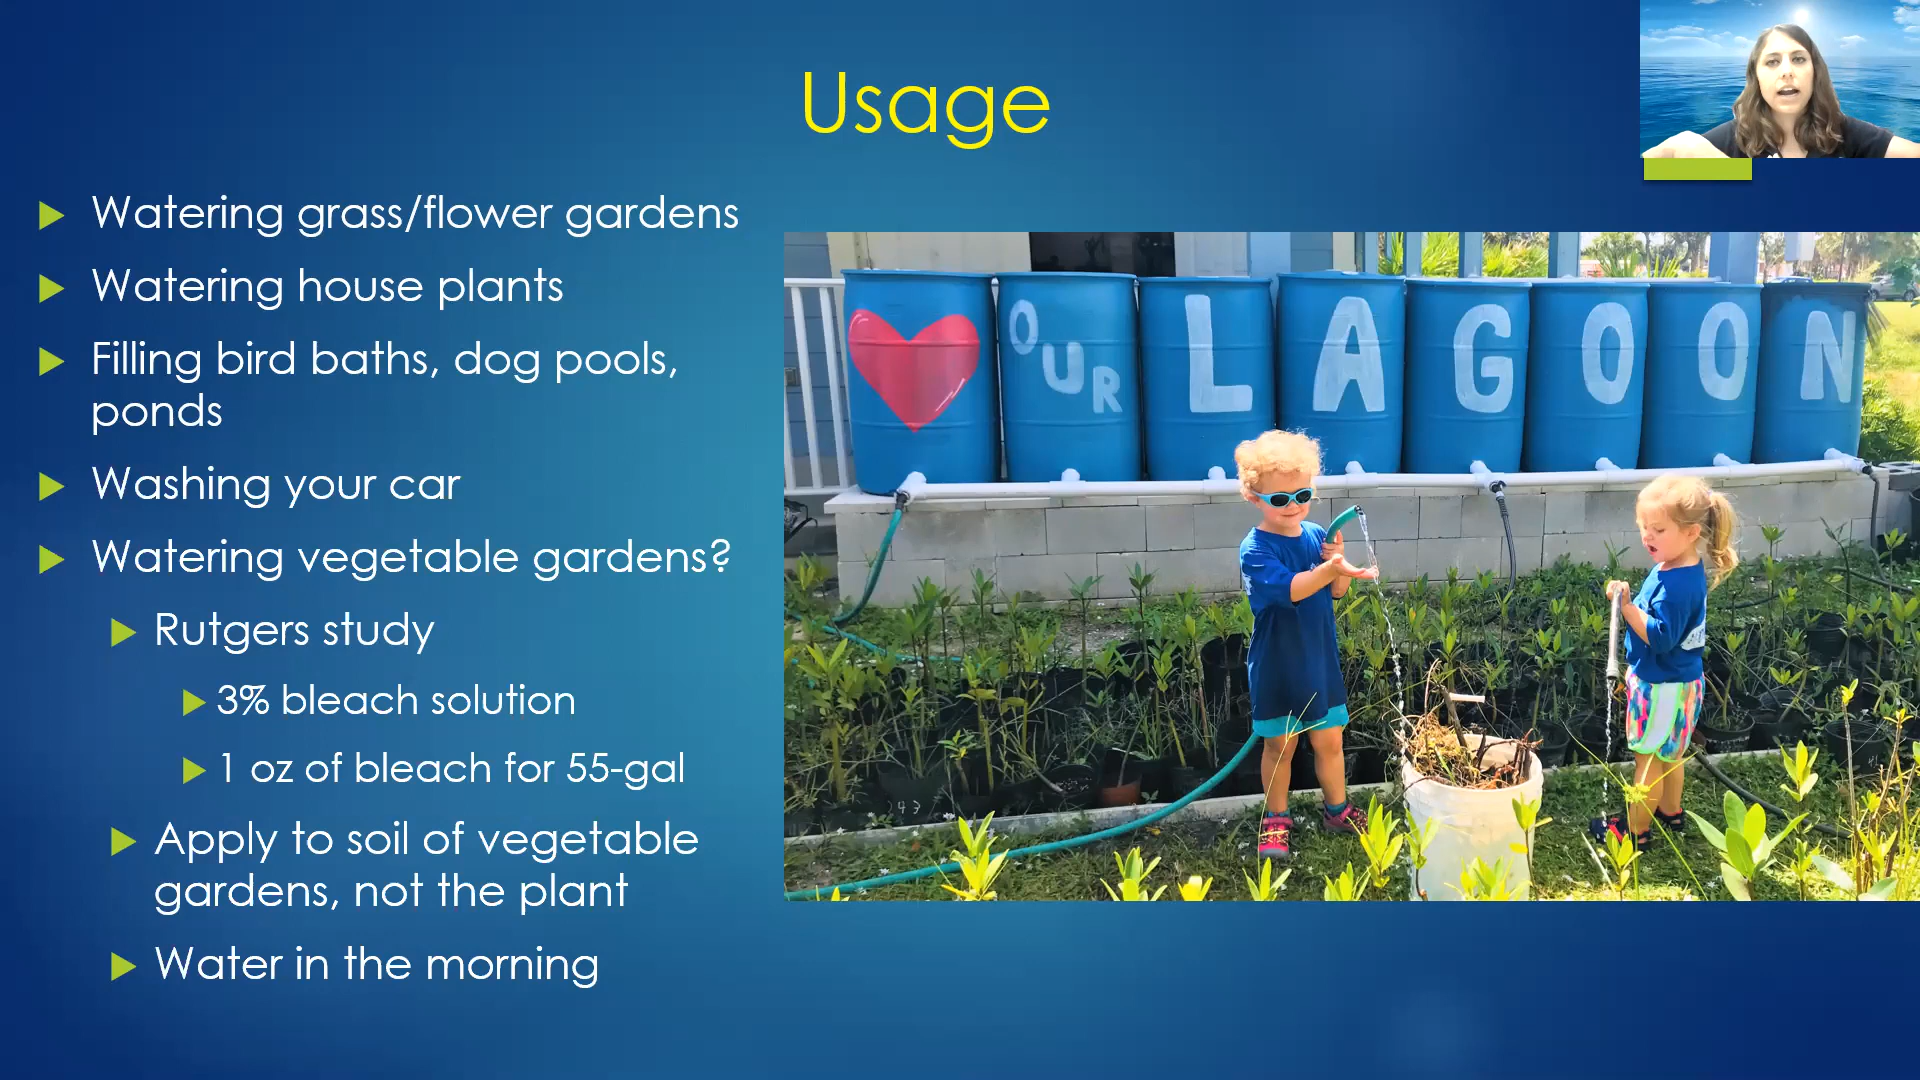 Usage
Watering grass/flower gardens
Watering house plants
Filling bird baths, dog pools,
ponds
Washing your car
Watering vegetable gardens?
Rutgers study
3% bleach solution
1 oz of bleach for 55-gal
Apply to soil of vegetable
gardens, not the plant
Water in the morning
OUR LAGOON